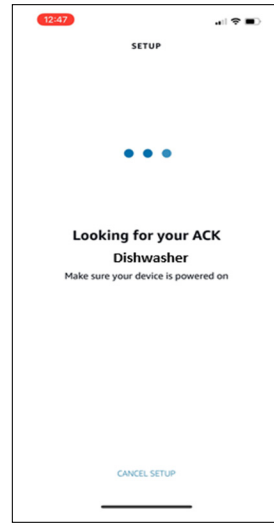 12:47
SETUP
Looking for your ACK
Dishwasher
Make sure your device is powered on
CANCEL SETUP